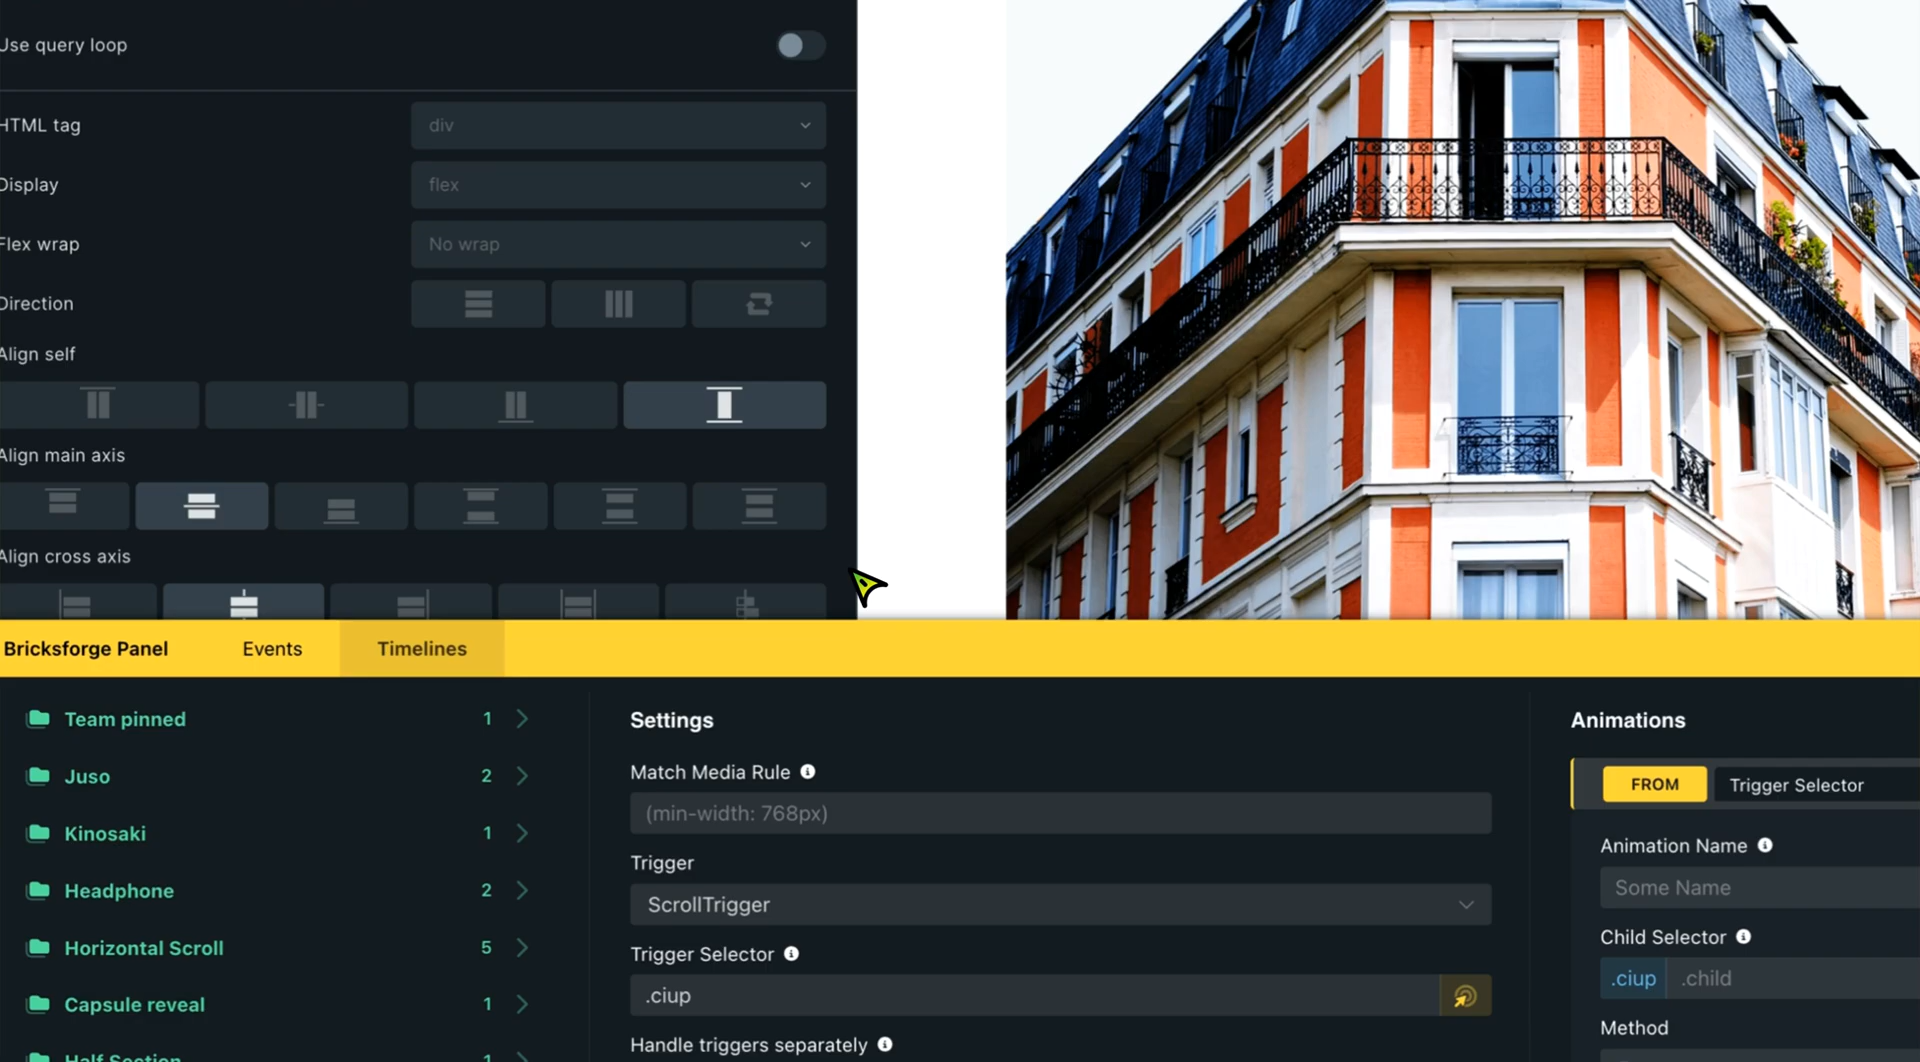 Use query loop
HTML tag
div
Display
flex
Flex wrap
No wrap
Direction
Align self
Align main axis
Align cross axis
Bricksforge Panel
Events
Timelines
Team pinned 1
Juso 2
Kinosaki 1
Headphone 2
Horizontal Scroll 5
Capsule reveal 1
Half Section 1
Settings
Match Media Rule
(min-width: 768px)
Trigger
ScrollTrigger
Trigger Selector
.ciup
Handle triggers separately
Animations
FROM Trigger Selector
Animation Name
Some Name
Child Selector
.ciup .child
Method